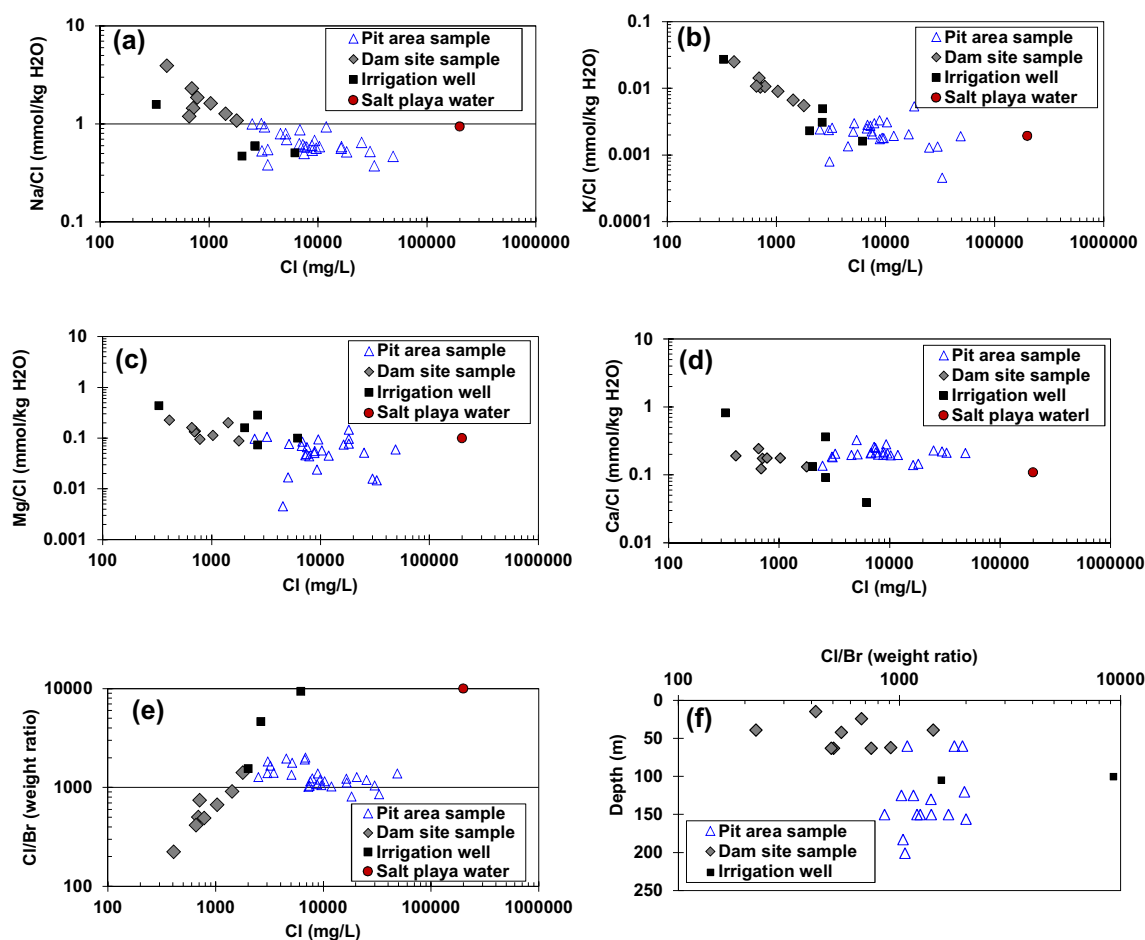 (a)
Pit area sample
Dam site sample
Irrigation well
Salt playa water
10
1
0.1
Na/Cl (mmol/kg H2O)
100 1000 10000 100000 1000000
Cl (mg/L)
(b)
Pit area sample
Dam site sample
Irrigation well
Salt playa water
0.1
0.01
0.001
0.0001
K/Cl (mmol/kg H2O)
100 1000 10000 100000 1000000
Cl (mg/L)
(c)
Pit area sample
Dam site sample
Irrigation well
Salt playa water
10
1
0.1
0.01
0.001
Mg/Cl (mmol/kg H2O)
100 1000 10000 100000 1000000
Cl (mg/L)
(d)
Pit area sample
Dam site sample
Irrigation well
Salt playa waterl
10
1
0.1
0.01
Ca/Cl (mmol/kg H2O)
100 1000 10000 100000 1000000
Cl (mg/L)
(e)
10000
1000
100
Cl/Br (weight ratio)
Pit area sample
Dam site sample
Irrigation well
Salt playa water
100 1000 10000 100000 1000000
Cl (mg/L)
Cl/Br (weight ratio)
100 1000 10000
(f)
0
50
100
150
200
250
Depth (m)
Pit area sample
Dam site sample
Irrigation well